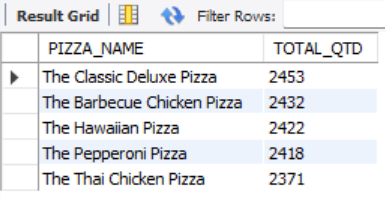 Result Grid Filter Rows:
PIZZA_NAME TOTAL_QTD
The Classic Deluxe Pizza 2453
The Barbecue Chicken Pizza 2432
The Hawaiian Pizza 2422
The Pepperoni Pizza 2418
The Thai Chicken Pizza 2371